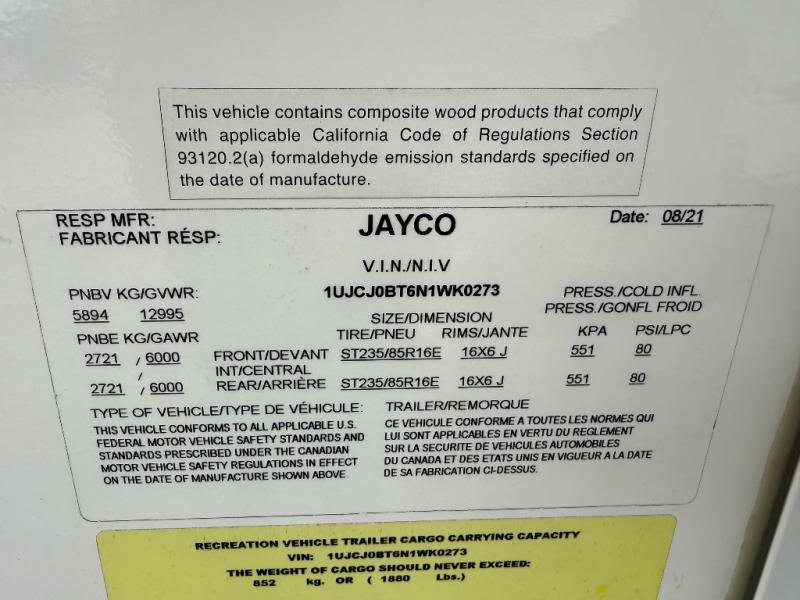 This vehicle contains composite wood products that comply
with applicable California Code of Regulations Section
93120.2(a) formaldehyde emission standards specified on
the date of manufacture.
RESP MFR:
FABRICANT RÉSP:
JAYCO
Date: 08/21
V.I.N./N.I.V
PNBV KG/GVWR:
1UJCJ0BT6N1WK0273
PRESS./COLD INFL.
PRESS./GONFL FROID
5894 12995
SIZE/DIMENSION
PNBE KG/GAWR
TIRE/PNEU RIMS/JANTE KPA PSI/LPC
2721 / 6000 FRONT/DEVANT ST235/85R16E 16X6 J 551 80
/ INT/CENTRAL
2721 / 6000 REAR/ARRIÈRE ST235/85R16E 16X6 J 551 80
TYPE OF VEHICLE/TYPE DE VÉHICULE: TRAILER/REMORQUE
THIS VEHICLE CONFORMS TO ALL APPLICABLE U.S.
FEDERAL MOTOR VEHICLE SAFETY STANDARDS AND
STANDARDS PRESCRIBED UNDER THE CANADIAN
MOTOR VEHICLE SAFETY REGULATIONS IN EFFECT
ON THE DATE OF MANUFACTURE SHOWN ABOVE.
CE VEHICULE CONFORME A TOUTES LES NORMES QUI
LUI SONT APPLICABLES EN VERTU DU REGLEMENT
SUR LA SECURITE DE VEHICULES AUTOMOBILES
DU CANADA ET DES ETATS UNIS EN VIGUEUR A LA DATE
DE SA FABRICATION CI-DESSUS.
RECREATION VEHICLE TRAILER CARGO CARRYING CAPACITY
VIN: 1UJCJ0BT6N1WK0273
THE WEIGHT OF CARGO SHOULD NEVER EXCEED:
852 kg. OR ( 1880 Lbs.)